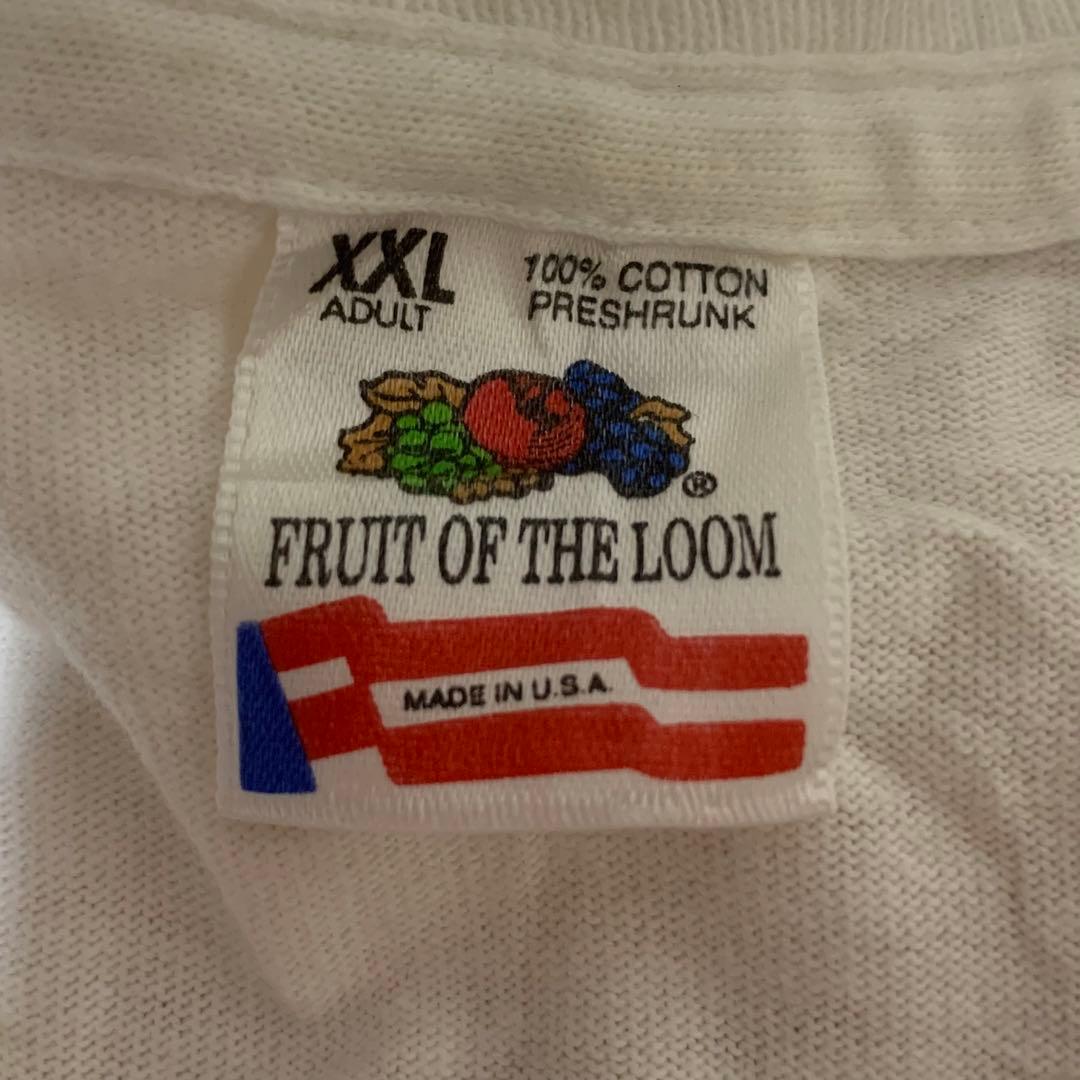 XXL
ADULT
100% COTTON
PRESHRUNK
®
FRUIT OF THE LOOM
MADE IN U.S.A.